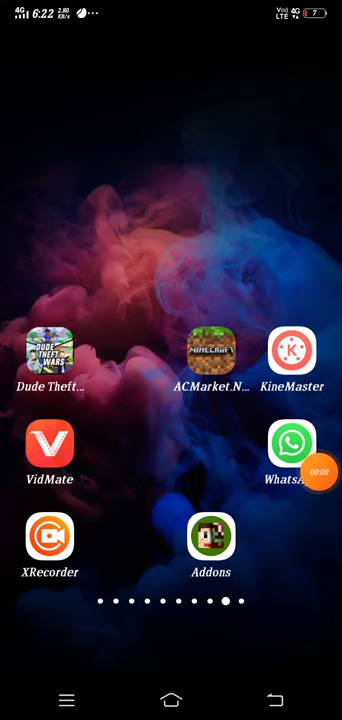 4G 6:22 2.80 KB/s ... Vo) LTE 4G 7
DUDE THEFT WARS MINECRAFT K
Dude Theft... ACMarket.N... KineMaster
VidMate WhatsA
00:00
XRecorder Addons